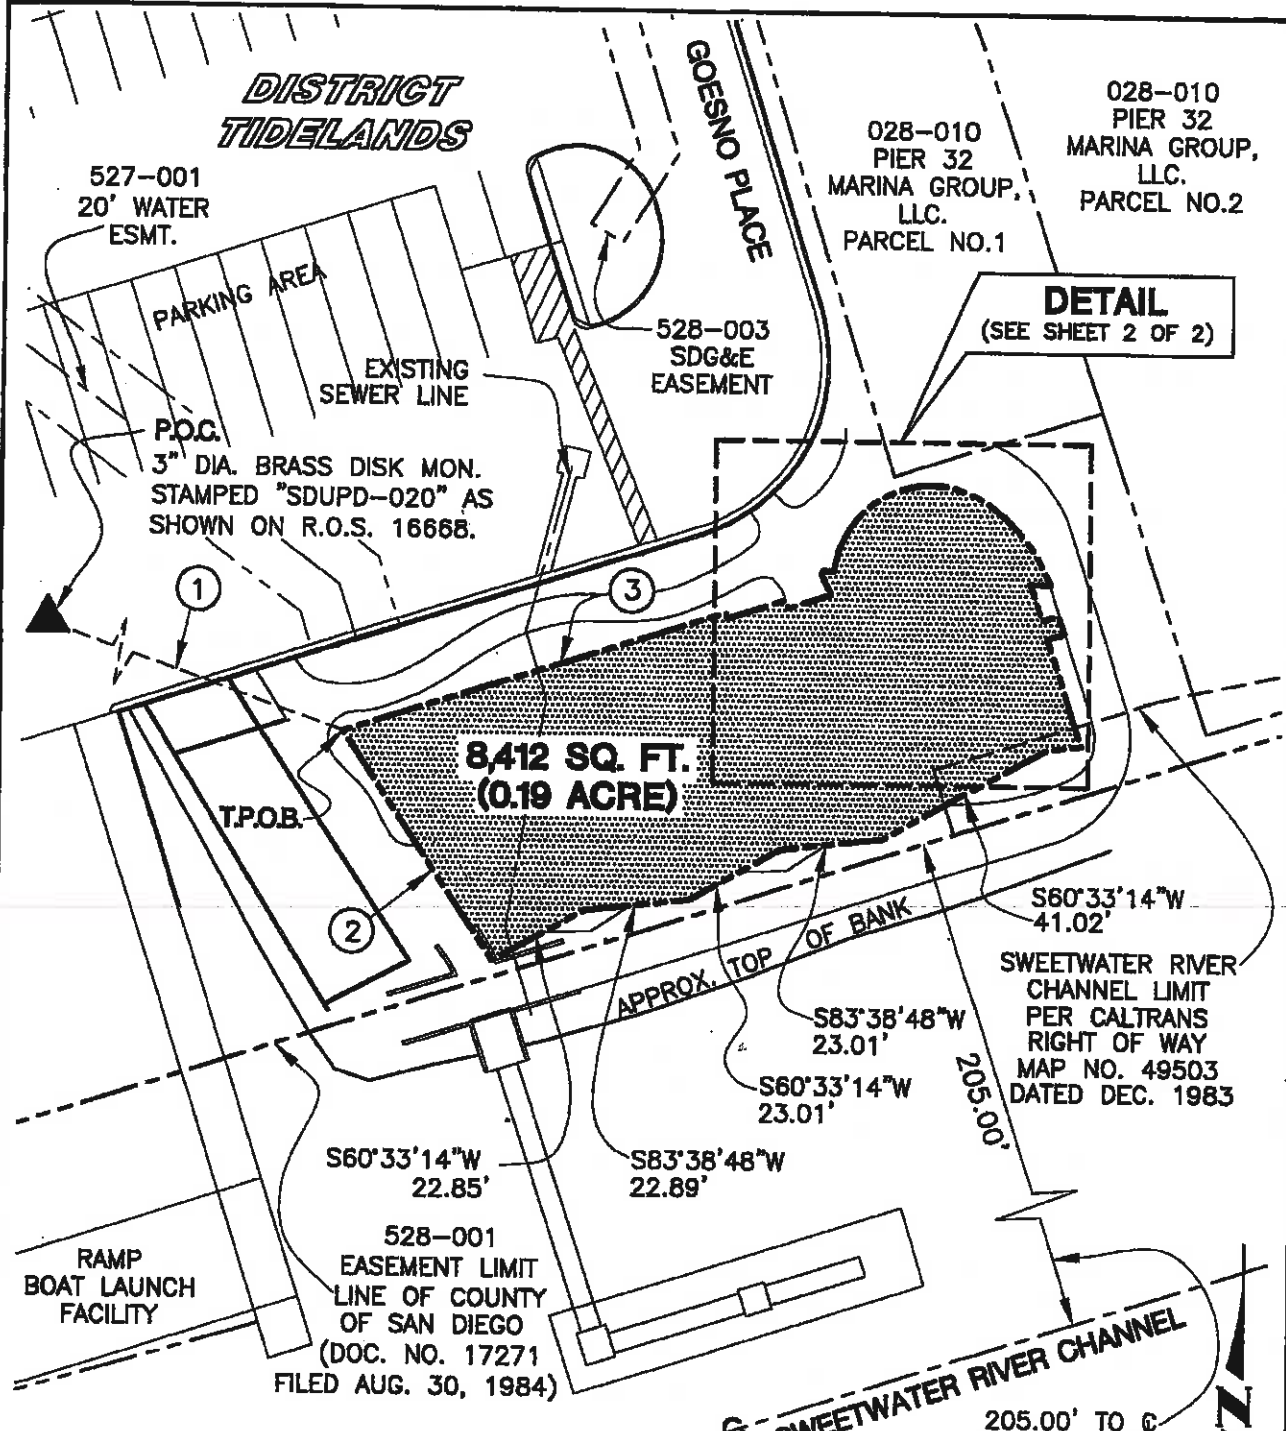 DISTRICT
TIDELANDS
GOESNO PLACE
028-010
PIER 32
MARINA GROUP,
LLC.
PARCEL NO.1
028-010
PIER 32
MARINA GROUP,
LLC.
PARCEL NO.2
527-001
20' WATER
ESMT.
PARKING AREA
DETAIL
(SEE SHEET 2 OF 2)
528-003
SDG&E
EASEMENT
EXISTING
SEWER LINE
P.O.C.
3" DIA. BRASS DISK MON.
STAMPED "SDUPD-020" AS
SHOWN ON R.O.S. 16668.
1
3
8,412 SQ. FT.
(0.19 ACRE)
T.P.O.B.
2
S60°33'14"W
41.02'
APPROX. TOP OF BANK
SWEETWATER RIVER
CHANNEL LIMIT
PER CALTRANS
RIGHT OF WAY
MAP NO. 49503
DATED DEC. 1983
S83°38'48"W
23.01'
S60°33'14"W
23.01'
205.00'
S60°33'14"W
22.85'
S83°38'48"W
22.89'
528-001
EASEMENT LIMIT
LINE OF COUNTY
OF SAN DIEGO
(DOC. NO. 17271
FILED AUG. 30, 1984)
RAMP
BOAT LAUNCH
FACILITY
SWEETWATER RIVER CHANNEL
205.00' TO ℄
N